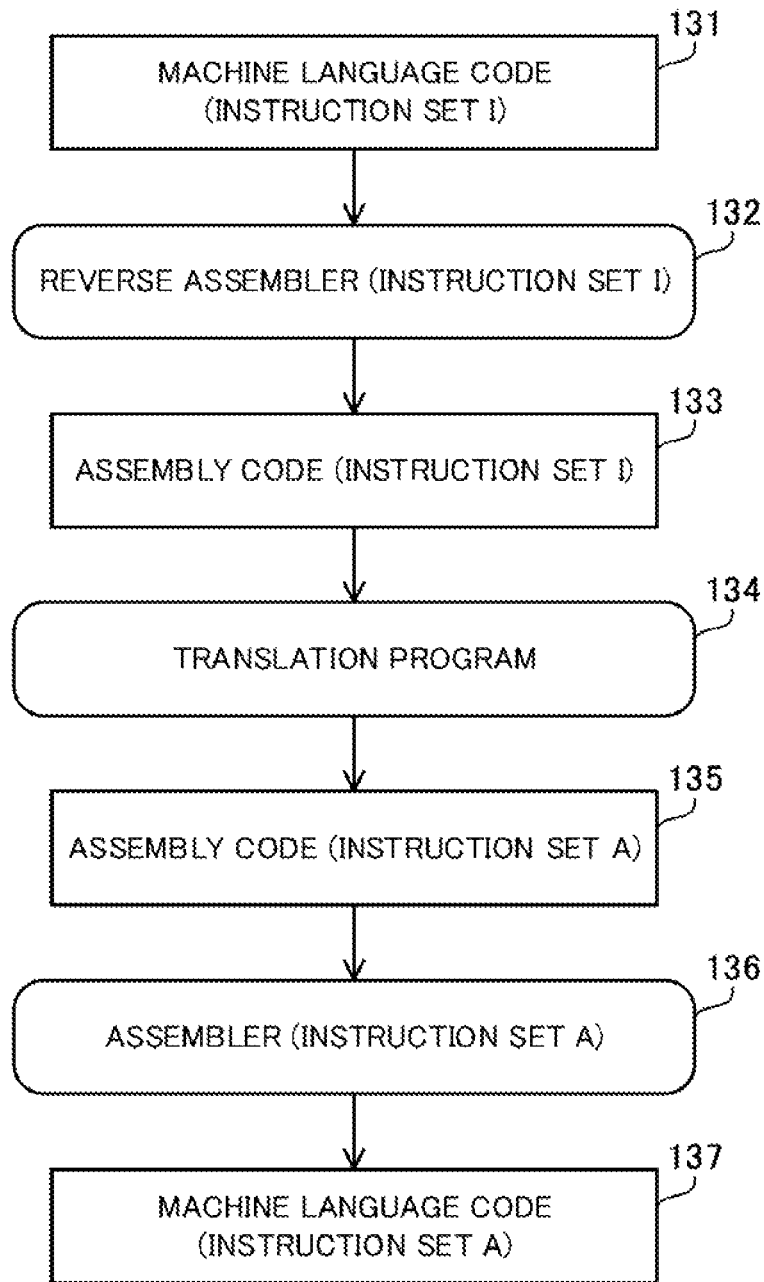 131
MACHINE LANGUAGE CODE
(INSTRUCTION SET I)
132
REVERSE ASSEMBLER (INSTRUCTION SET I)
133
ASSEMBLY CODE (INSTRUCTION SET I)
134
TRANSLATION PROGRAM
135
ASSEMBLY CODE (INSTRUCTION SET A)
136
ASSEMBLER (INSTRUCTION SET A)
137
MACHINE LANGUAGE CODE
(INSTRUCTION SET A)